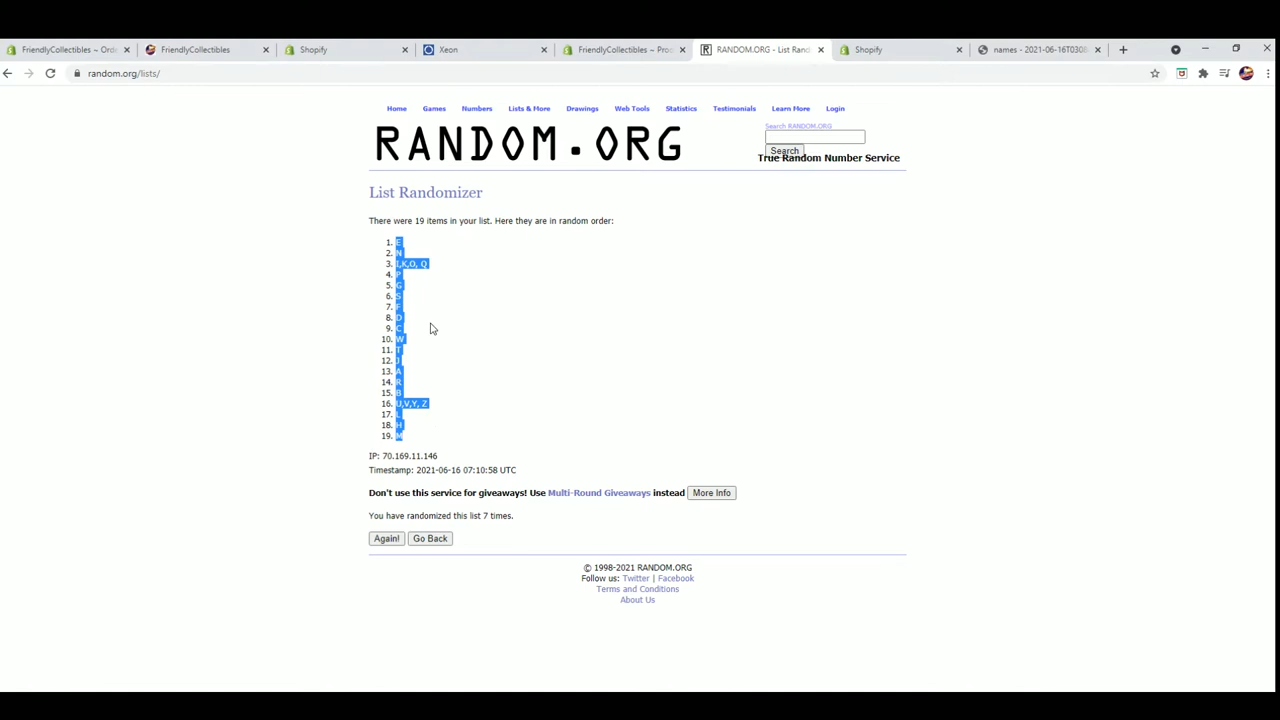 FriendlyCollectibles ~ Ord
FriendlyCollectibles
Shopify
Xeon
FriendlyCollectibles ~ Pro
RANDOM.ORG - List Rand
Shopify
names - 2021-06-16T0308
random.org/lists/
Home Games Numbers Lists & More Drawings Web Tools Statistics Testimonials Learn More Login
Search RANDOM.ORG
RANDOM.ORG
Search
True Random Number Service
List Randomizer
There were 19 items in your list. Here they are in random order:
1. E
2. N
3. I,K,O, Q
4. P
5. G
6. S
7. F
8. D
9. C
10. W
11. T
12. J
13. A
14. R
15. B
16. U,V,Y, Z
17. L
18. H
19. M
IP: 70.169.11.146
Timestamp: 2021-06-16 07:10:58 UTC
Don't use this service for giveaways! Use Multi-Round Giveaways instead More Info
You have randomized this list 7 times.
Again! Go Back
© 1998-2021 RANDOM.ORG
Follow us: Twitter | Facebook
Terms and Conditions
About Us